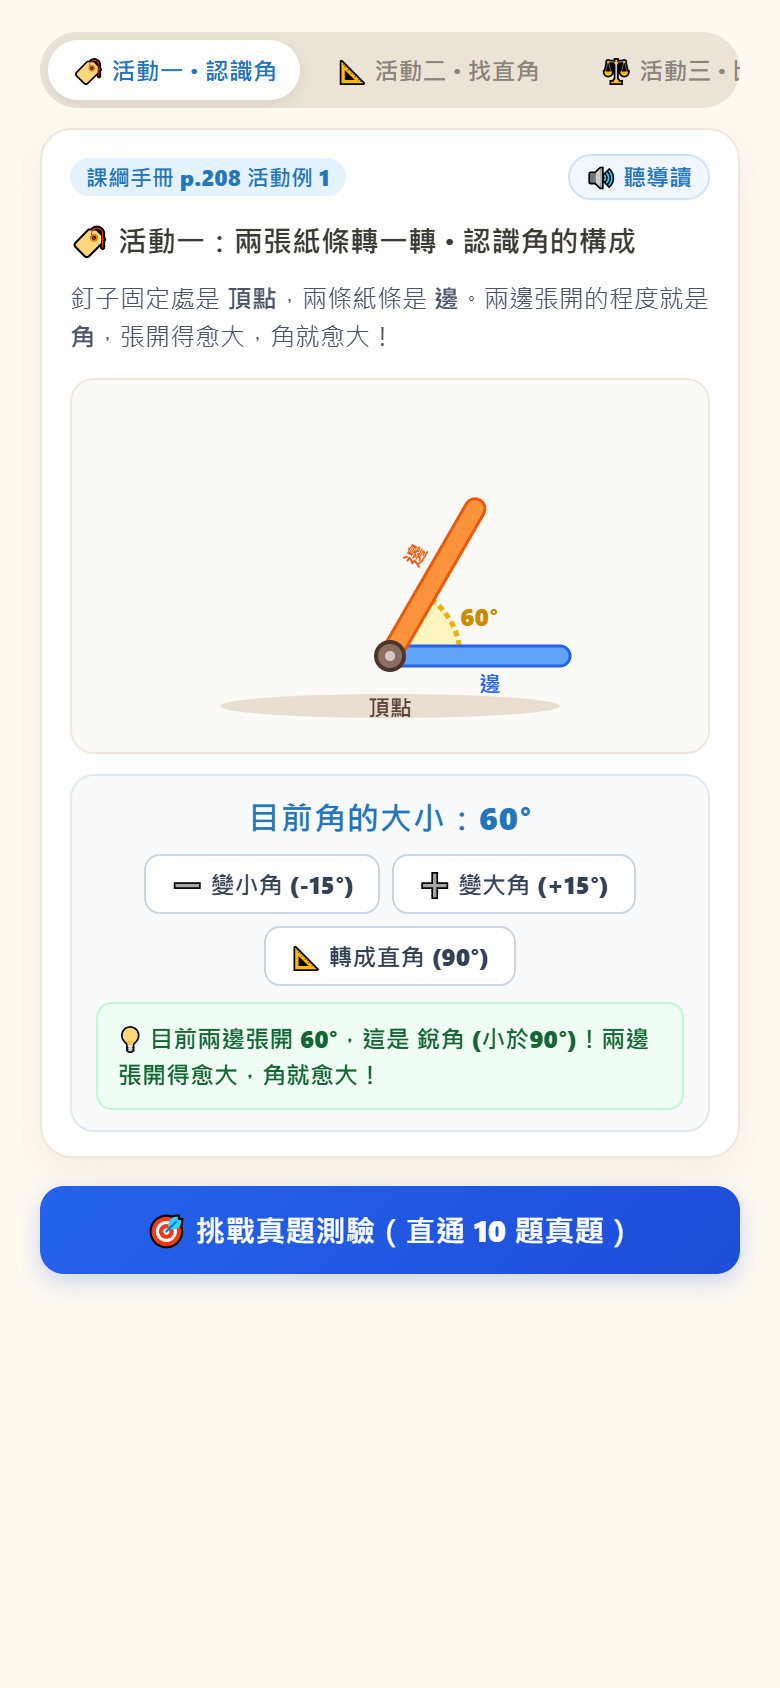 活動一・認識角
活動二・找直角
活動三・
課綱手冊 p.208 活動例 1
聽導讀
活動一：兩張紙條轉一轉・認識角的構成
釘子固定處是 頂點，兩條紙條是 邊。兩邊張開的程度就是
角，張開得愈大，角就愈大！
邊
60°
邊
頂點
目前角的大小：60°
變小角 (-15°)
變大角 (+15°)
轉成直角 (90°)
目前兩邊張開 60°，這是 銳角 (小於90°)！兩邊
張開得愈大，角就愈大！
挑戰真題測驗（直通 10 題真題）